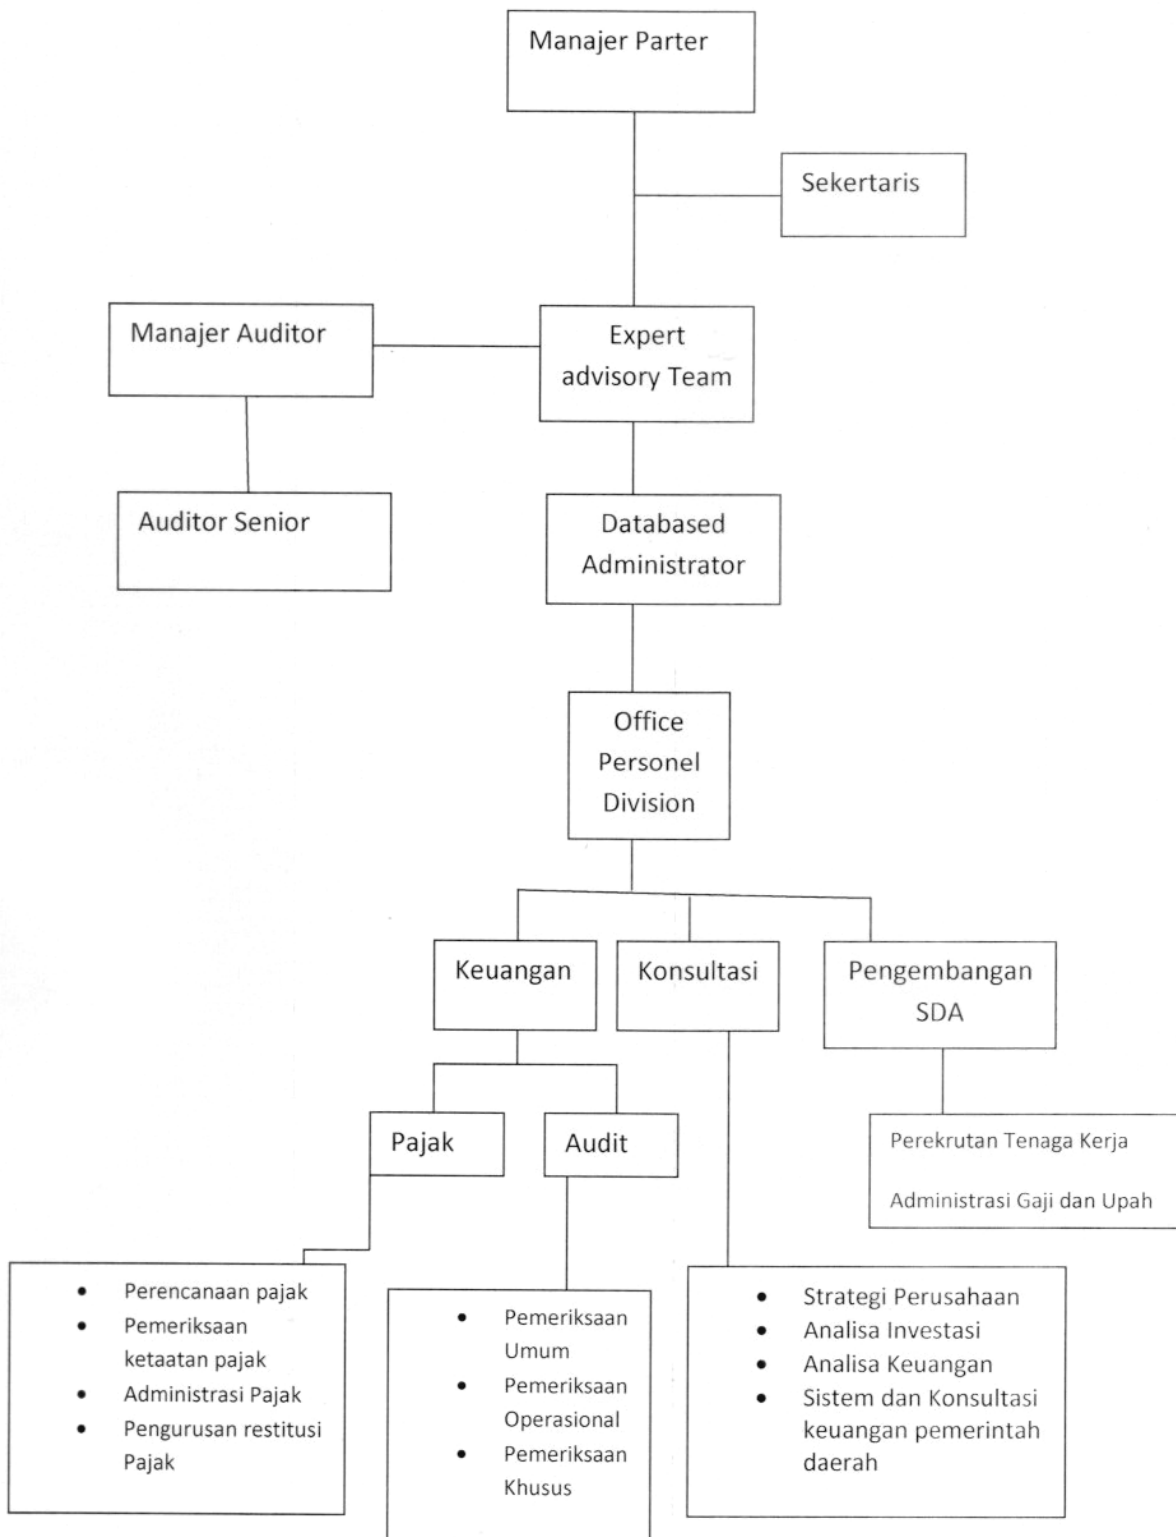 Manajer Parter
Sekertaris
Manajer Auditor
Expert
advisory Team
Auditor Senior
Databased
Administrator
Office
Personel
Division
Keuangan
Konsultasi
Pengembangan
SDA
Pajak
Audit
Perekrutan Tenaga Kerja
Administrasi Gaji dan Upah
• Perencanaan pajak
• Pemeriksaan
ketaatan pajak
• Administrasi Pajak
• Pengurusan restitusi
Pajak
• Pemeriksaan
Umum
• Pemeriksaan
Operasional
• Pemeriksaan
Khusus
• Strategi Perusahaan
• Analisa Investasi
• Analisa Keuangan
• Sistem dan Konsultasi
keuangan pemerintah
daerah